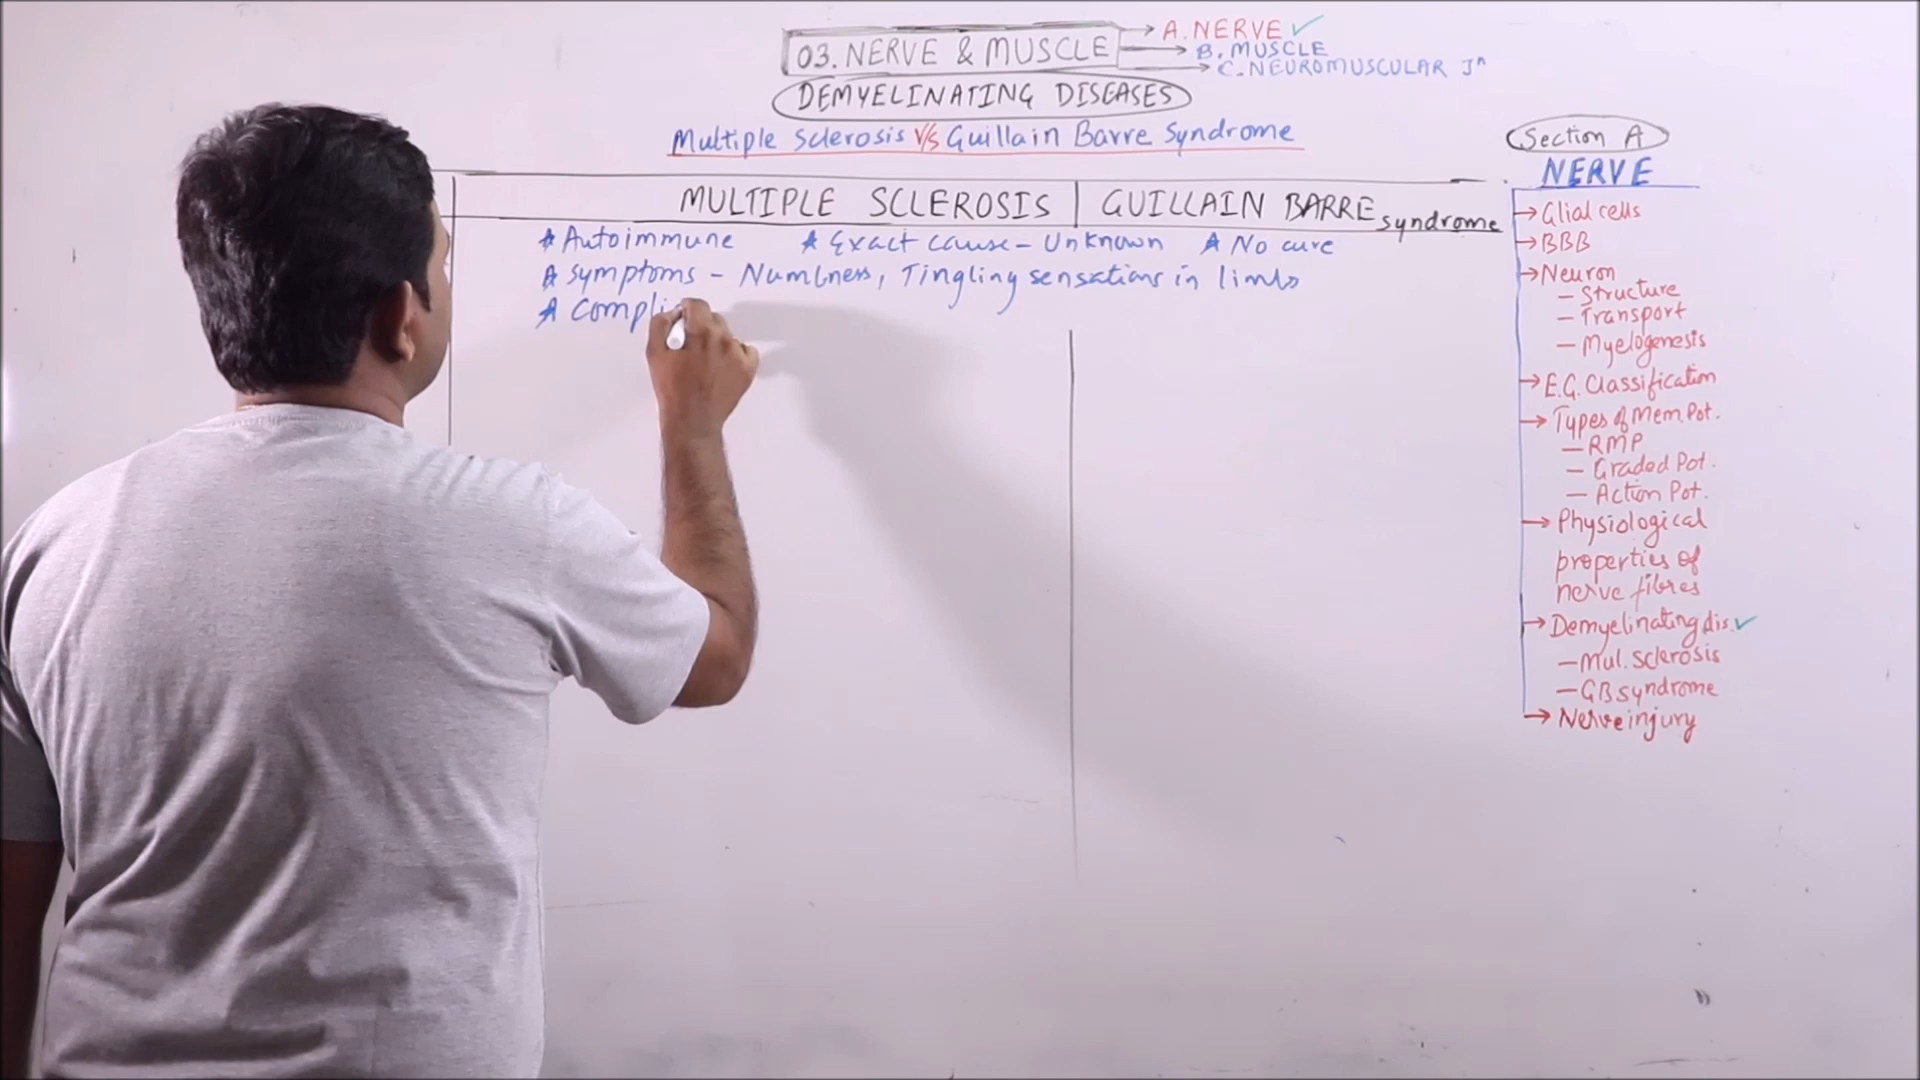 03. NERVE & MUSCLE
A. NERVE ✓
B. MUSCLE
C. NEUROMUSCULAR Jⁿ
DEMYELINATING DISEASES
Multiple Sclerosis V/S Guillain Barre Syndrome
MULTIPLE SCLEROSIS | GUILLAIN BARRE syndrome
★ Autoimmune ★ Exact cause - Unknown ★ No cure
★ Symptoms - Numbness, Tingling sensations in limbs
★ Compli
Section A
NERVE
→ Glial cells
→ BBB
→ Neuron
- Structure
- Transport
- Myelogenesis
→ E.G. Classification
→ Types of Mem. Pot.
- RMP
- Graded Pot.
- Action Pot.
→ Physiological
properties of
nerve fibres
→ Demyelinating dis. ✓
- Mul. Sclerosis
- GB syndrome
→ Nerve injury